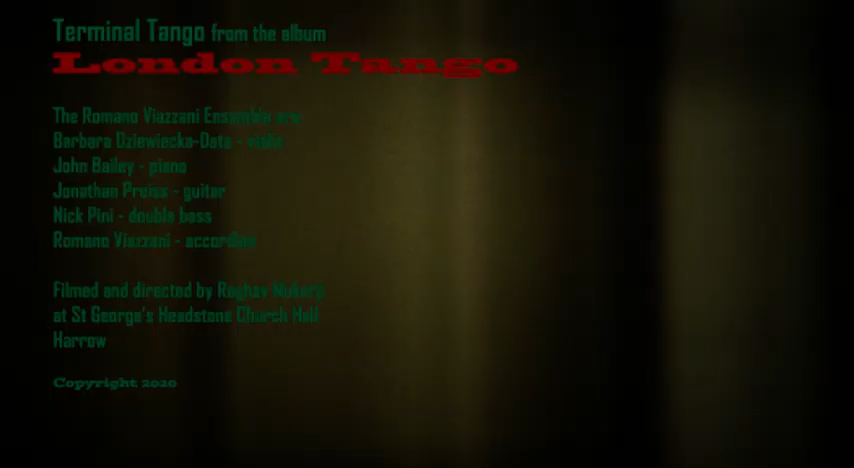 Terminal Tango from the album
London Tango
The Romano Viazzani Ensemble are:
Barbara Dziewiecka-Data - violin
John Bailey - piano
Jonathan Preiss - guitar
Nick Pini - double bass
Romano Viazzani - accordion
Filmed and directed by Raghav Mukerji
at St George's Headstone Church Hall
Harrow
Copyright 2020